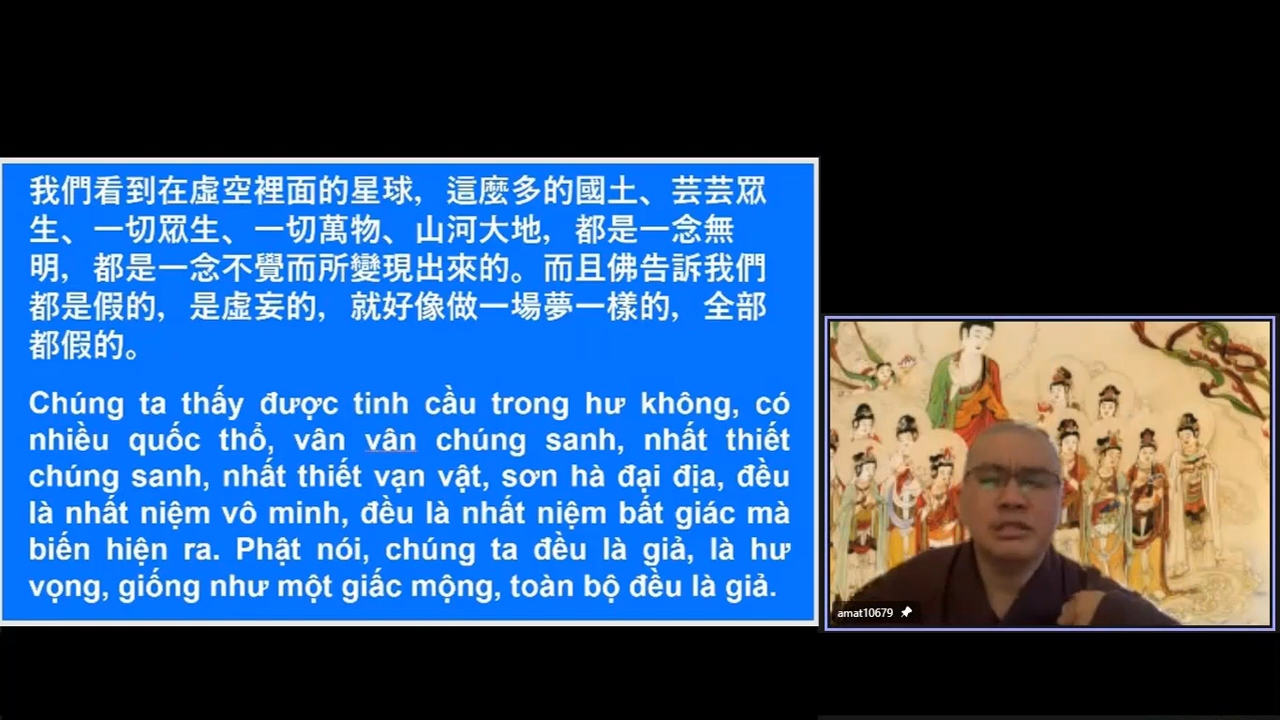 我們看到在虛空裡面的星球，這麼多的國土、芸芸眾
生、一切眾生、一切萬物、山河大地，都是一念無
明，都是一念不覺而所變現出來的。而且佛告訴我們
都是假的，是虛妄的，就好像做一場夢一樣的，全部
都假的。
Chúng ta thấy được tinh cầu trong hư không, có
nhiều quốc thổ, vân vân chúng sanh, nhất thiết
chúng sanh, nhất thiết vạn vật, sơn hà đại địa, đều
là nhất niệm vô minh, đều là nhất niệm bất giác mà
biến hiện ra. Phật nói, chúng ta đều là giả, là hư
vọng, giống như một giấc mộng, toàn bộ đều là giả.
amat10679